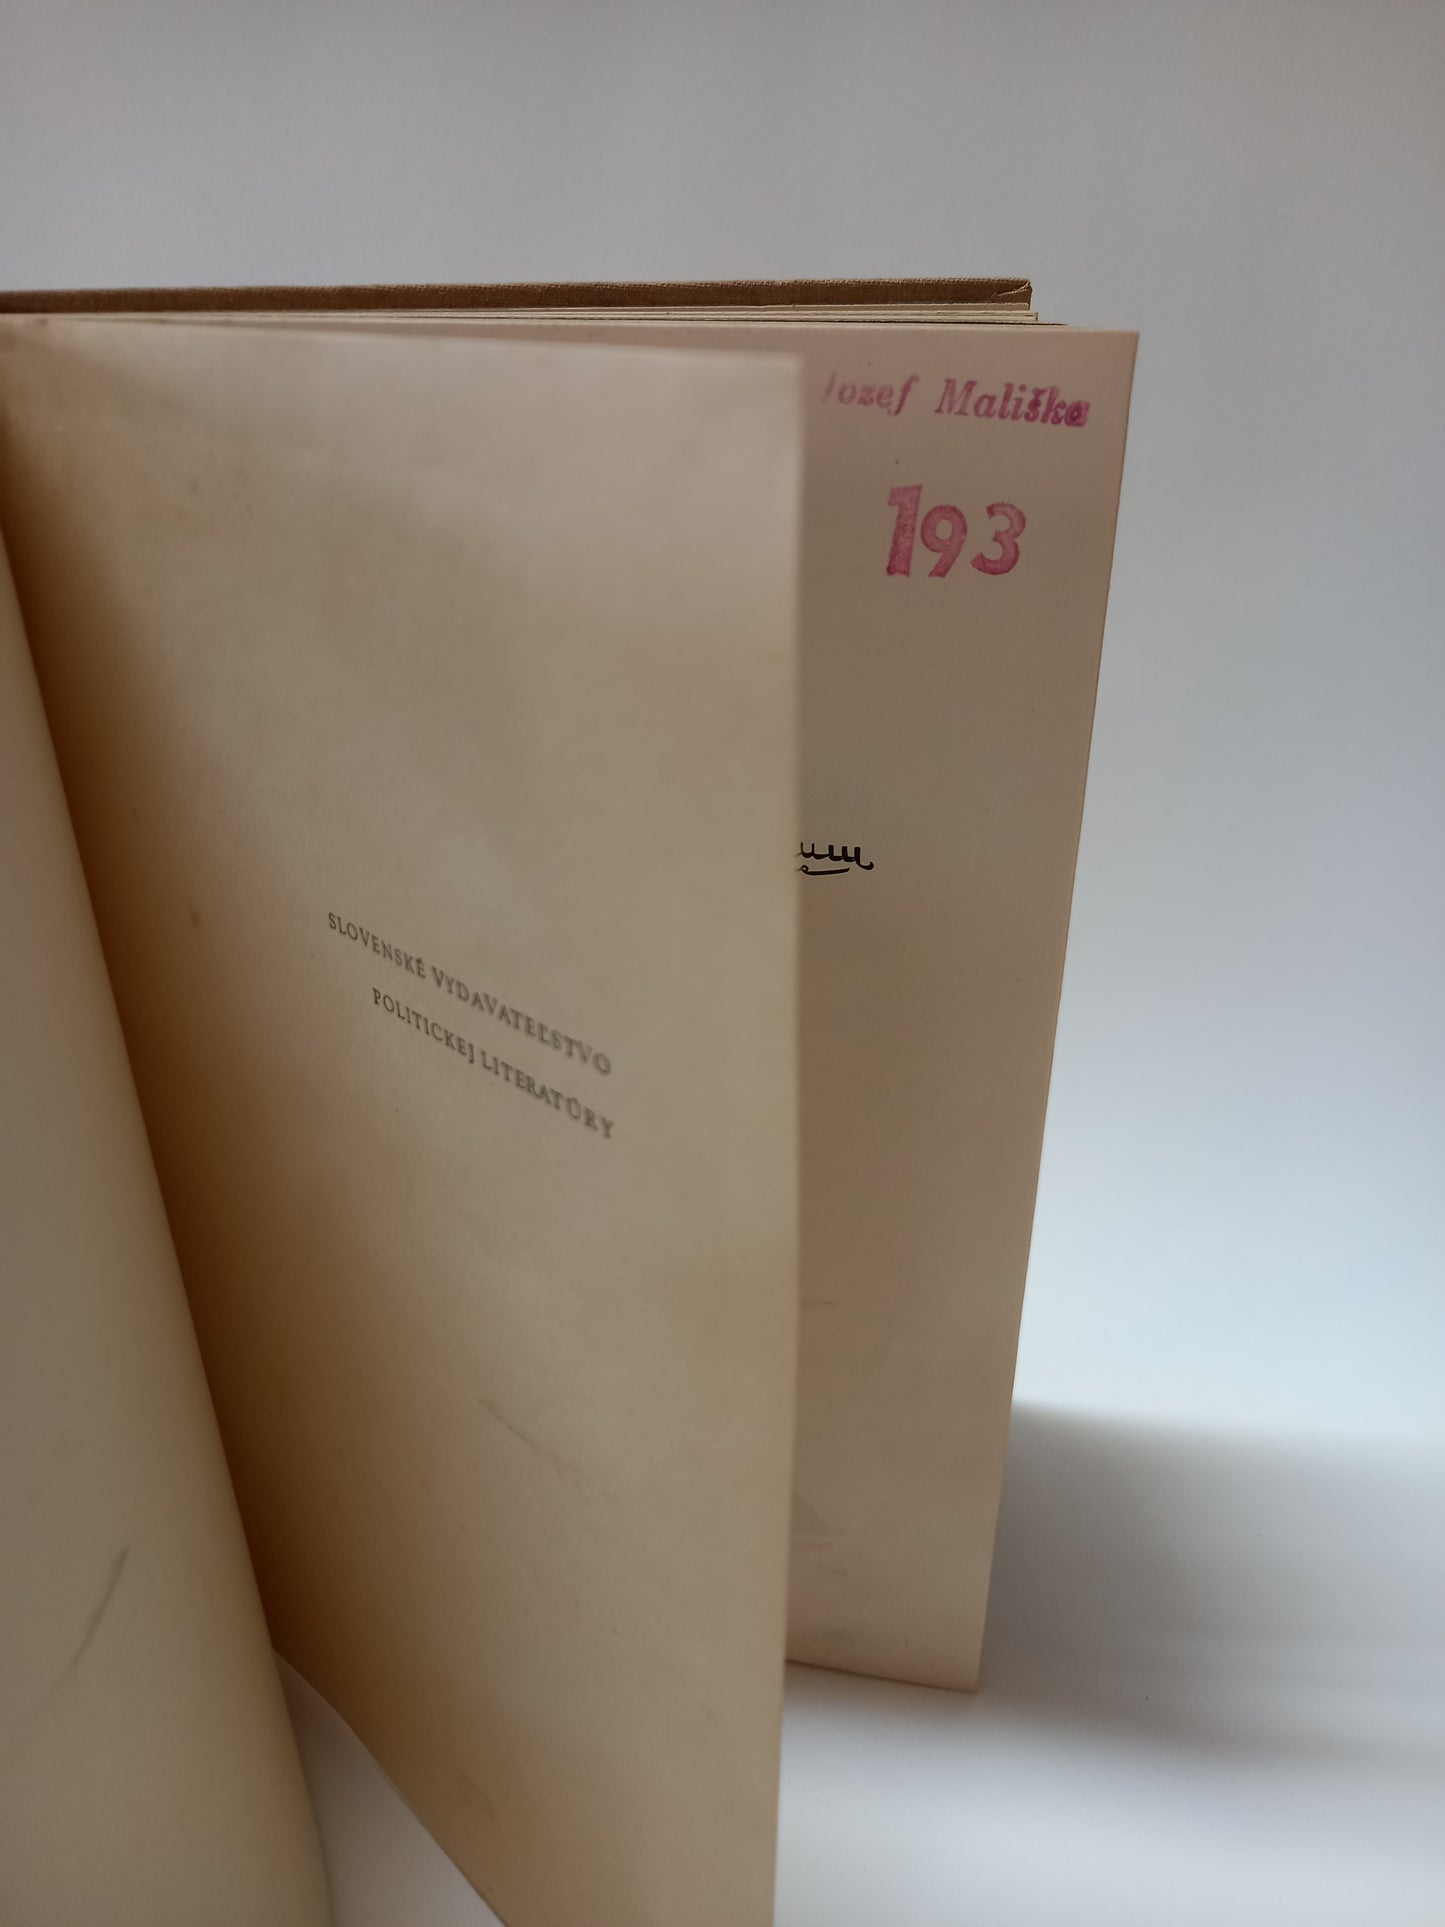 Jozef Mališka
193
SLOVENSKÉ VYDAVATEĽSTVO
POLITICKEJ LITERATÚRY